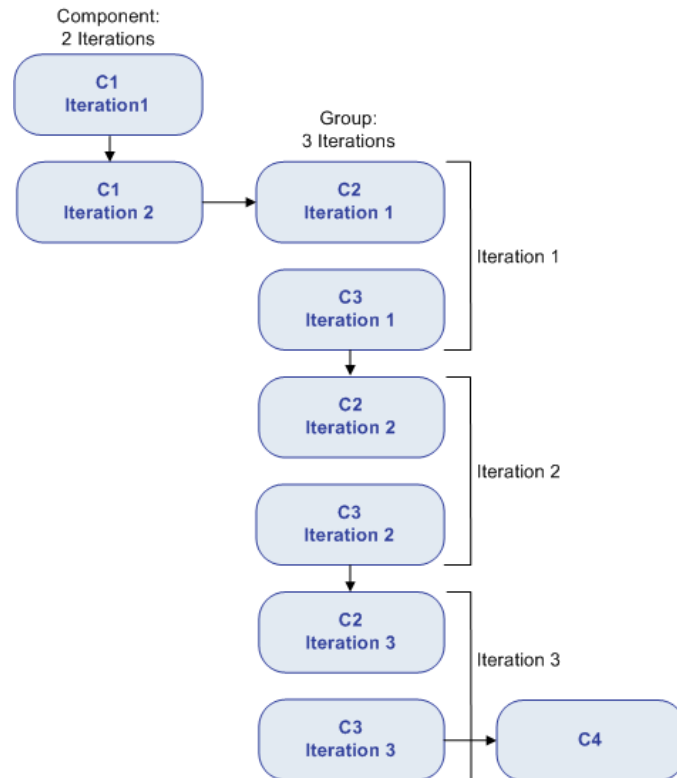 Component:
2 Iterations
C1
Iteration1
Group:
3 Iterations
C1
Iteration 2
C2
Iteration 1
Iteration 1
C3
Iteration 1
C2
Iteration 2
Iteration 2
C3
Iteration 2
C2
Iteration 3
Iteration 3
C3
Iteration 3
C4